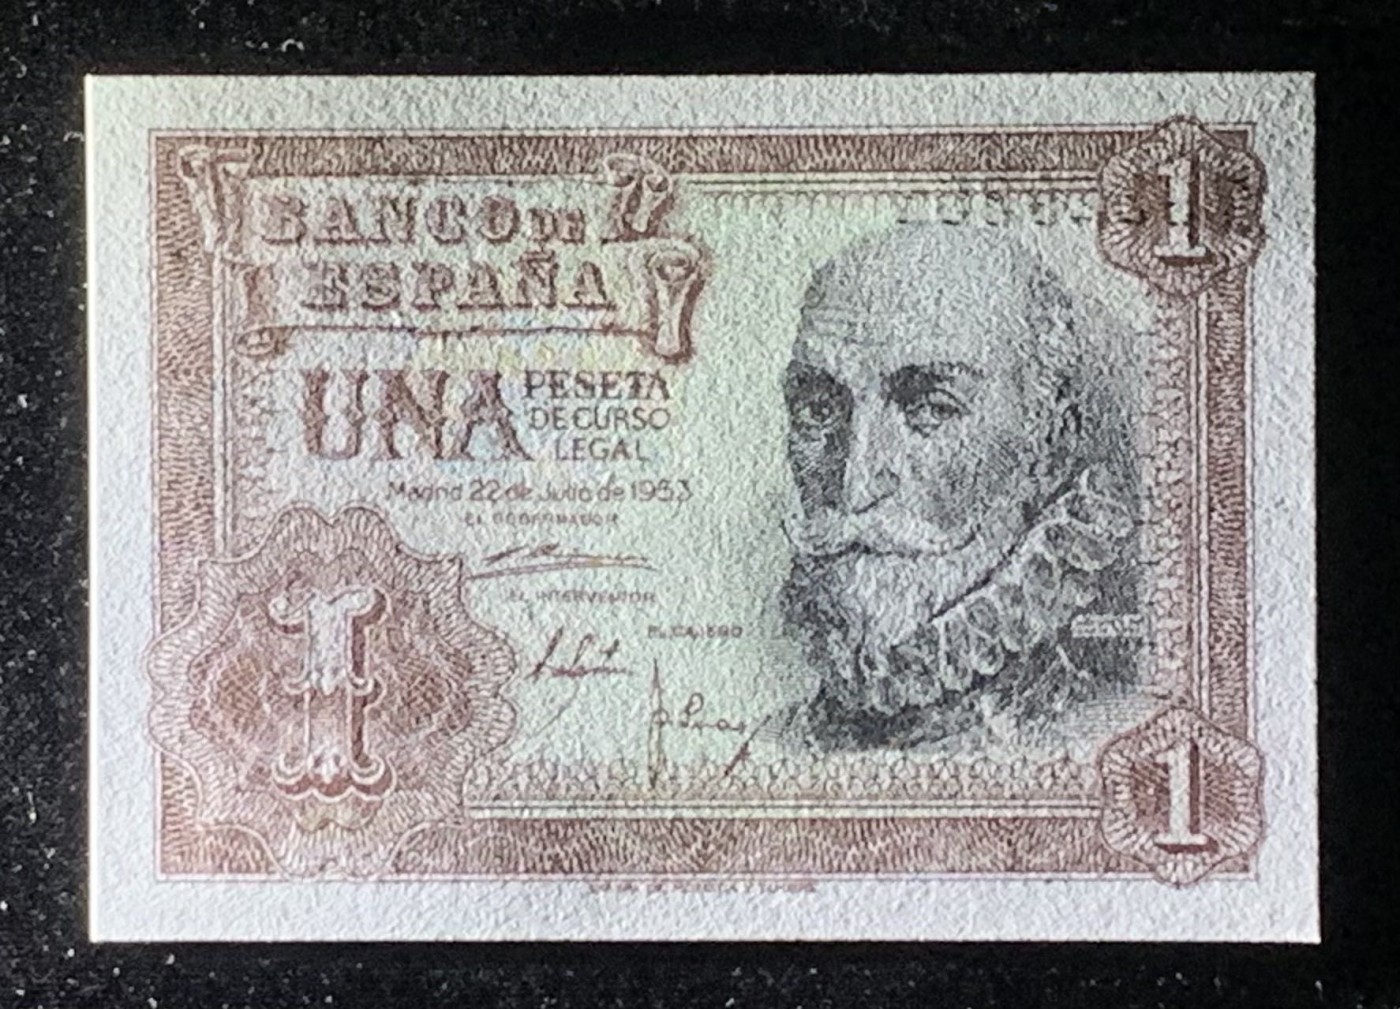 BANCO DE
ESPAÑA
1
UNA
PESETA
DE CURSO
LEGAL
Madrid 22 de Julio de 1953
EL GOBERNADOR
EL INTERVENTOR
EL CAJERO
1
1